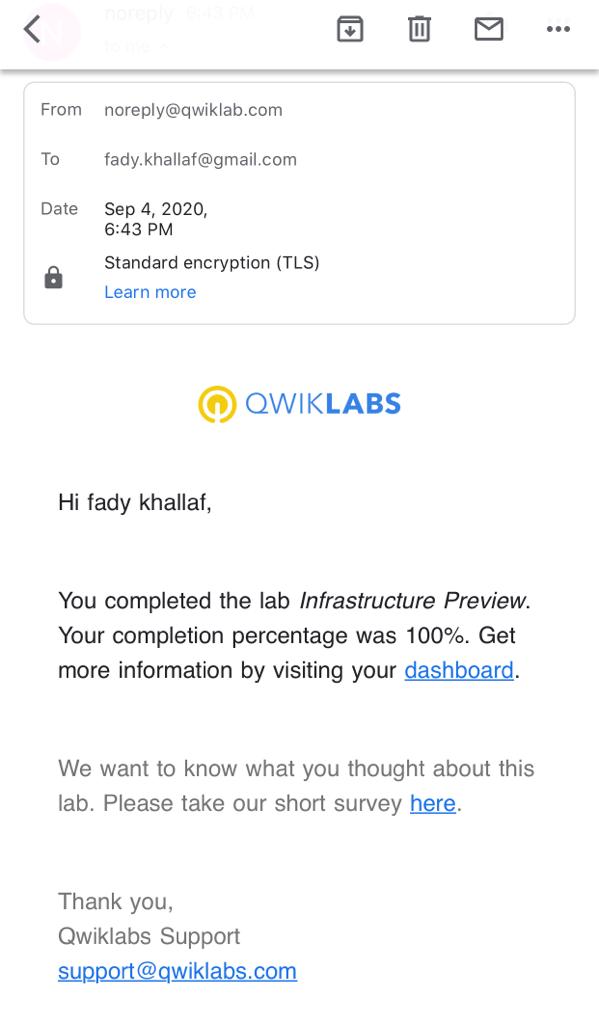 noreply 6:43 PM
N
to me
From noreply@qwiklab.com
To fady.khallaf@gmail.com
Date Sep 4, 2020,
6:43 PM
Standard encryption (TLS)
Learn more
QWIKLABS
Hi fady khallaf,
You completed the lab Infrastructure Preview.
Your completion percentage was 100%. Get
more information by visiting your dashboard.
We want to know what you thought about this
lab. Please take our short survey here.
Thank you,
Qwiklabs Support
support@qwiklabs.com